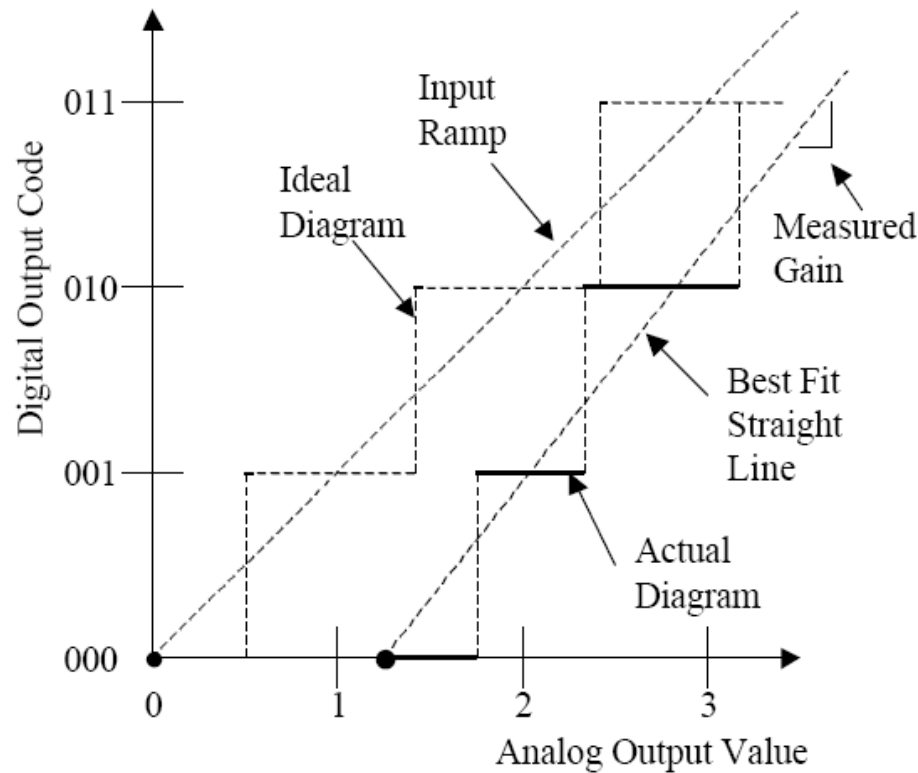 Digital Output Code
011
010
001
000
Input
Ramp
Ideal
Diagram
Measured
Gain
Best Fit
Straight
Line
Actual
Diagram
0
1
2
3
Analog Output Value